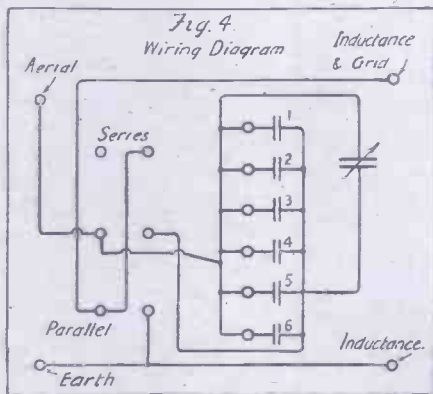 Fig. 4.
Wiring Diagram
Inductance
& Grid
Aerial
Series
1
2
3
4
5
6
Parallel
Earth
Inductance.